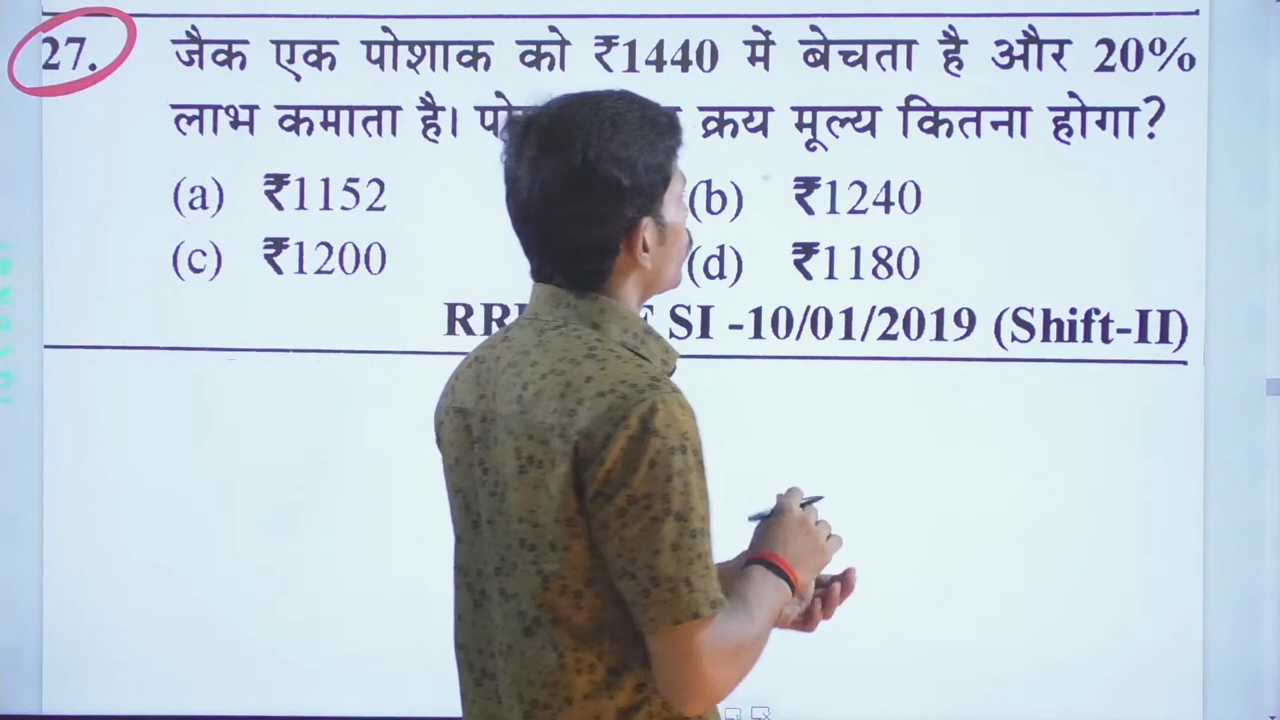 27. जैक एक पोशाक को ₹1440 में बेचता है और 20%
लाभ कमाता है। क्रय मूल्य कितना होगा?
(a) ₹1152 (b) ₹1240
(c) ₹1200 (d) ₹1180
SI -10/01/2019 (Shift-II)